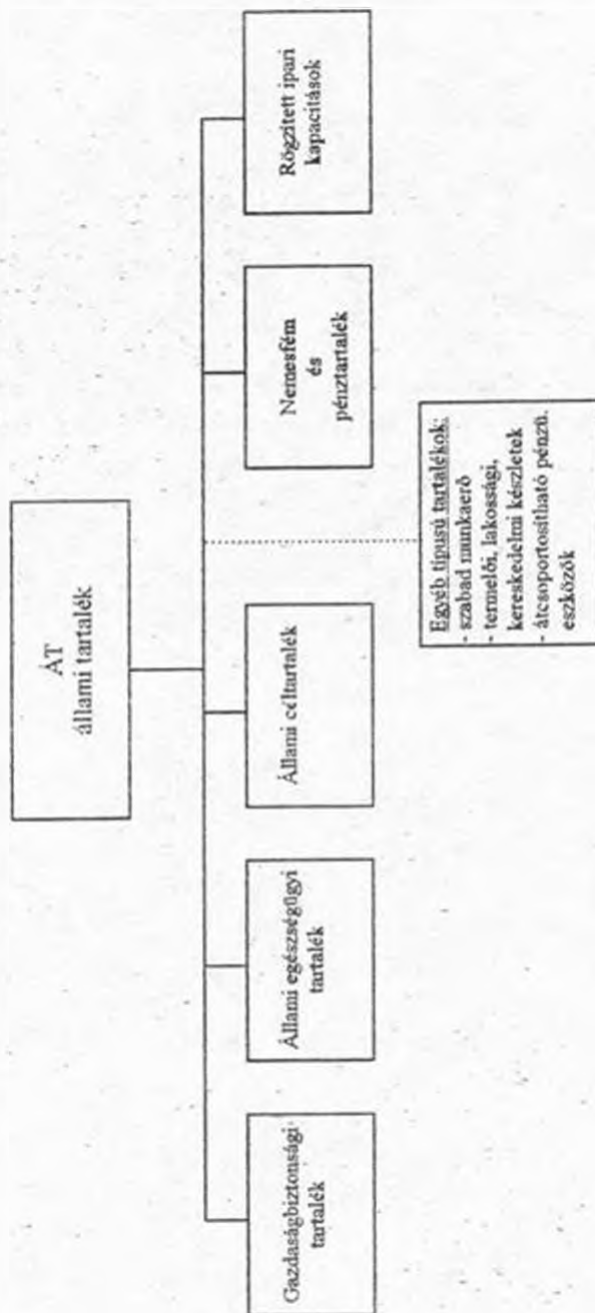 ÁT
állami tartalék
Gazdaságbiztonsági
tartalék
Állami egészségügyi
tartalék
Állami céltartalék
Nemesfém
és
pénztartalék
Rögzített ipari
kapacitások
Egyéb típusú tartalékok:
- szabad munkaerő
- termelői, lakossági,
kereskedelmi készletek
- átcsoportosítható pénzü.
eszközök